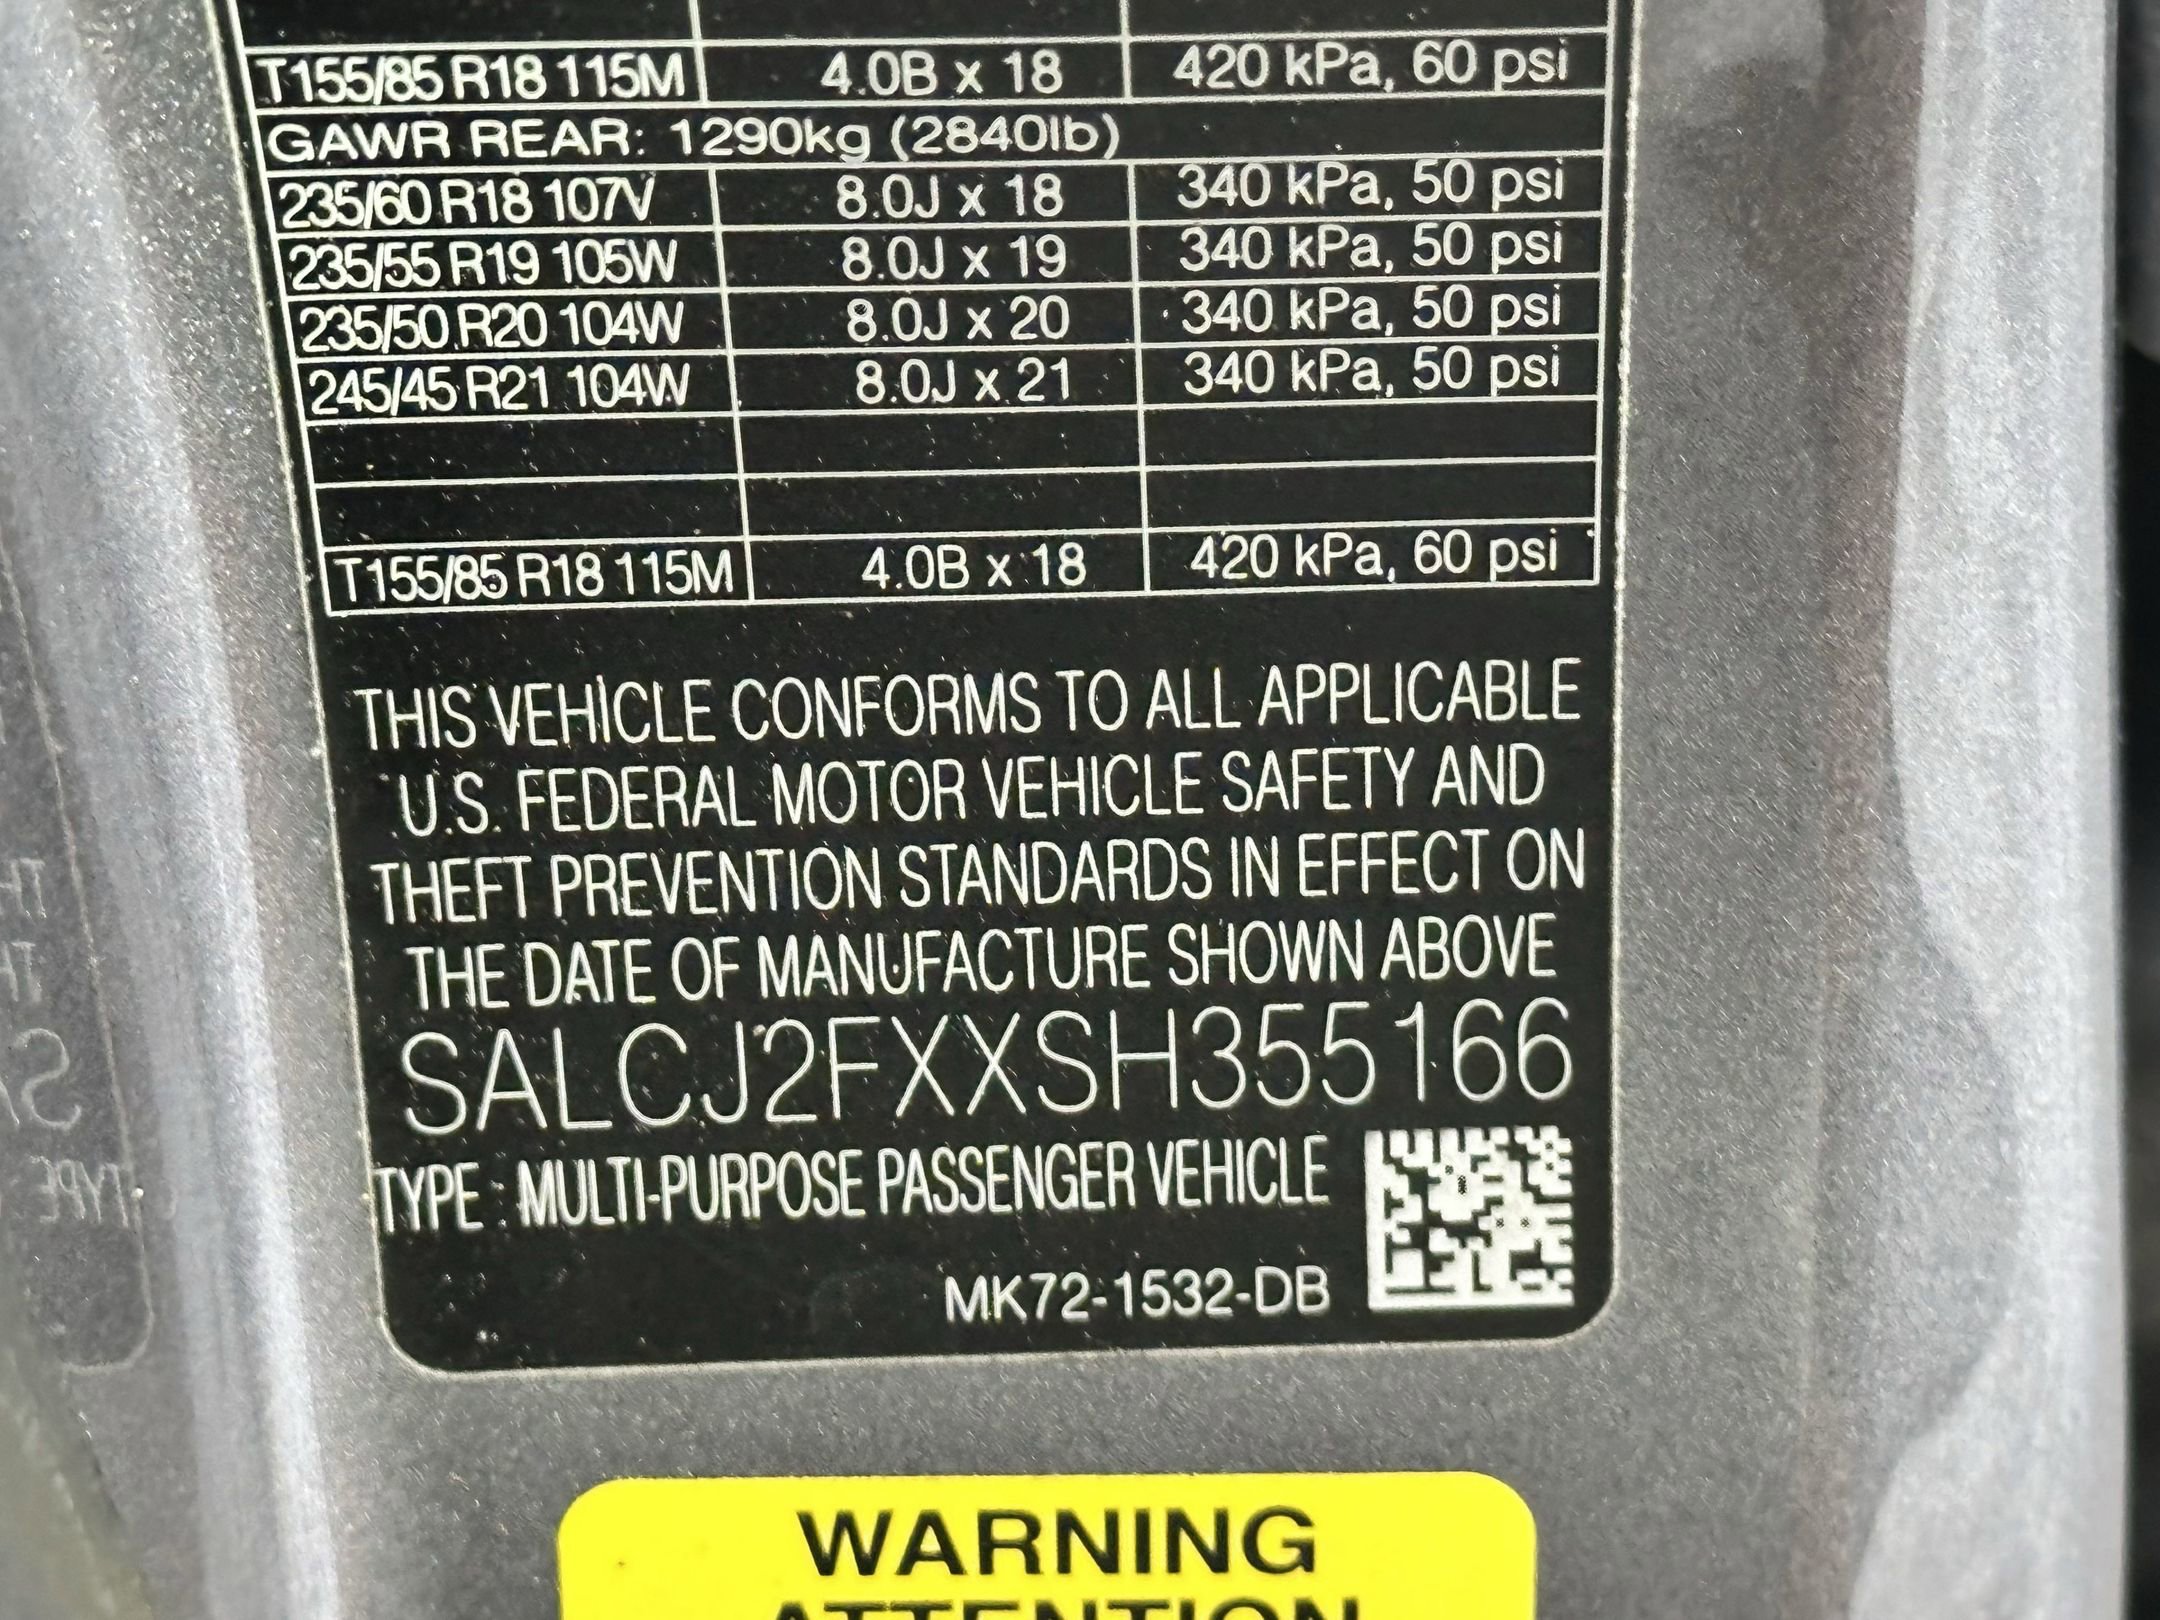 T155/85 R18 115M 4.0B x 18 420 kPa, 60 psi
GAWR REAR: 1290kg (2840lb)
235/60 R18 107V 8.0J x 18 340 kPa, 50 psi
235/55 R19 105W 8.0J x 19 340 kPa, 50 psi
235/50 R20 104W 8.0J x 20 340 kPa, 50 psi
245/45 R21 104W 8.0J x 21 340 kPa, 50 psi
T155/85 R18 115M 4.0B x 18 420 kPa, 60 psi
THIS VEHICLE CONFORMS TO ALL APPLICABLE
U.S. FEDERAL MOTOR VEHICLE SAFETY AND
THEFT PREVENTION STANDARDS IN EFFECT ON
THE DATE OF MANUFACTURE SHOWN ABOVE
SALCJ2FXXSH355166
TYPE : MULTI-PURPOSE PASSENGER VEHICLE
MK72-1532-DB
WARNING
ATTENTION